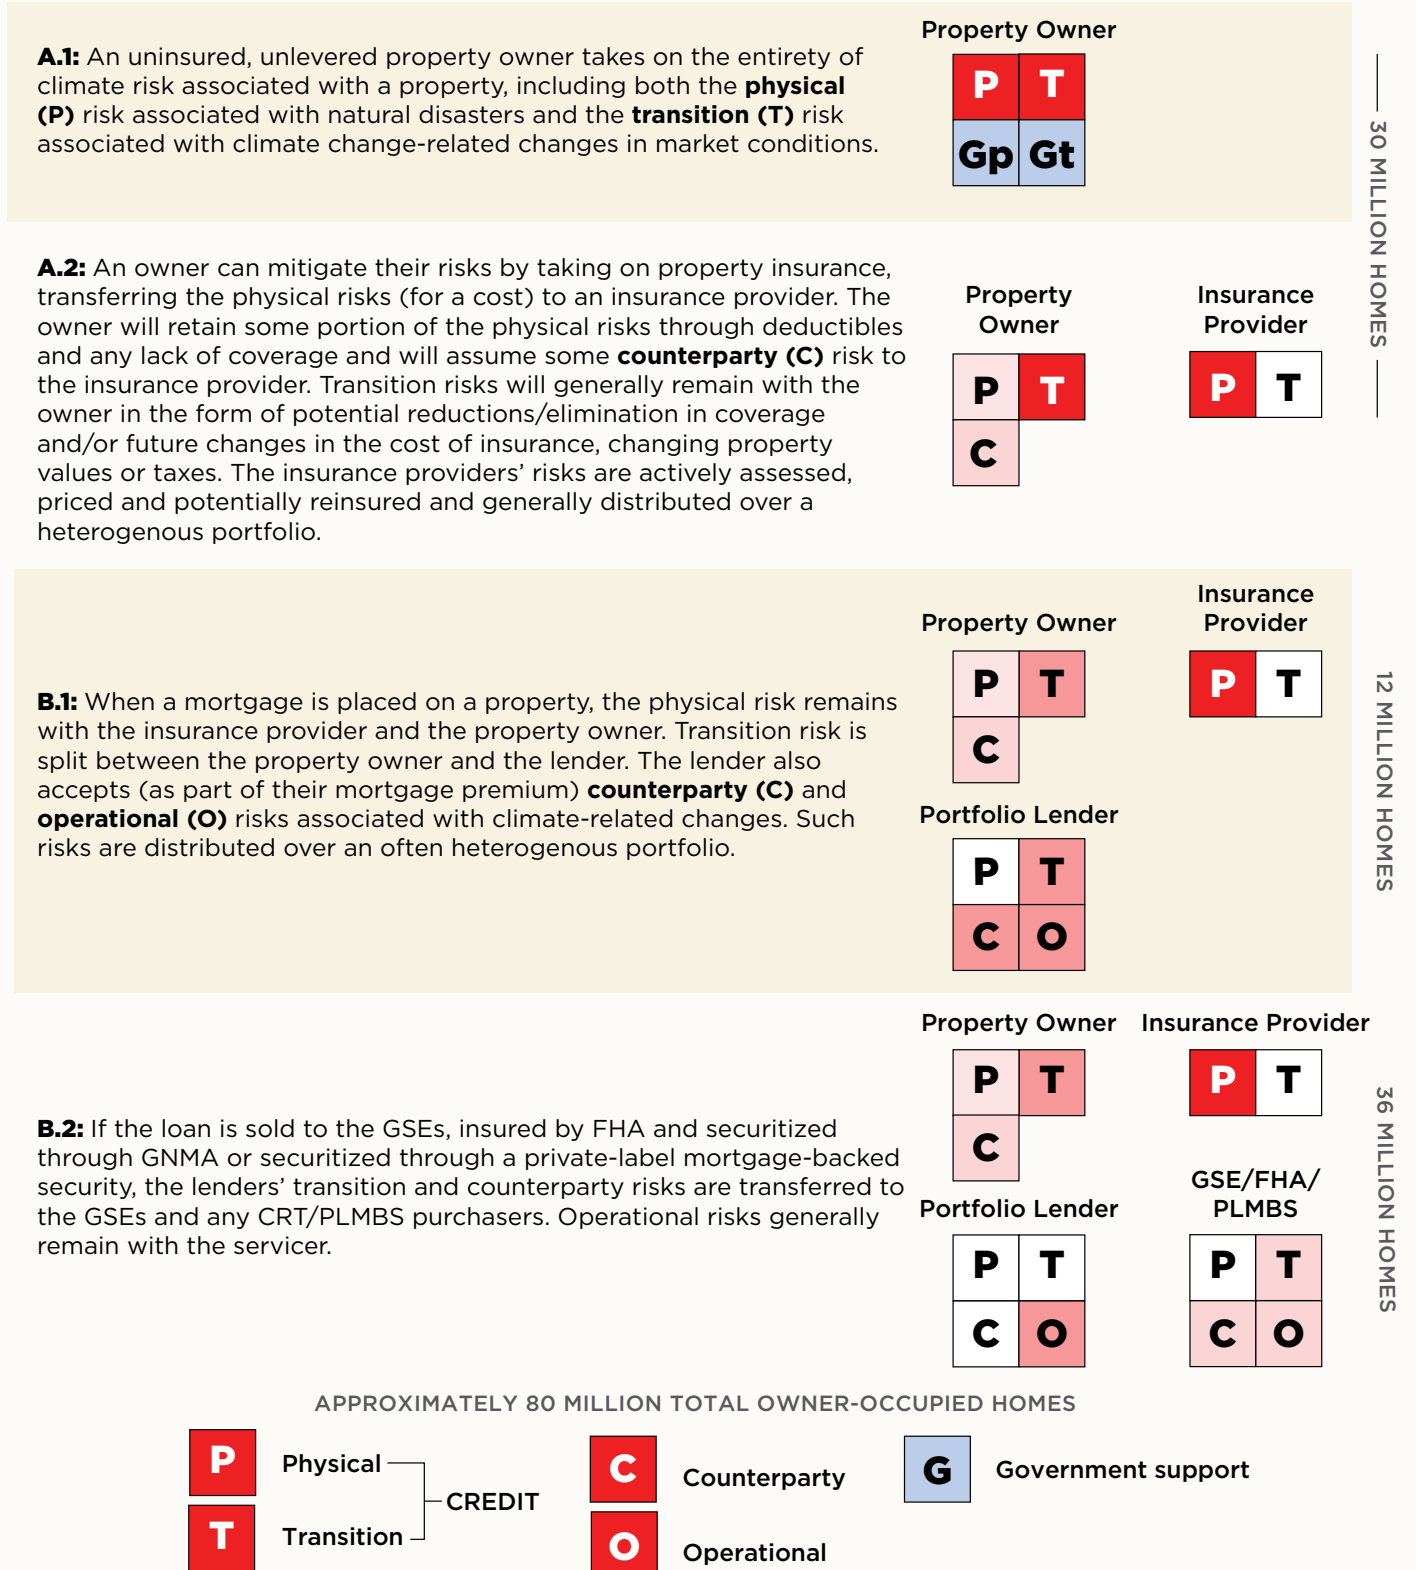 Property Owner
A.1: An uninsured, unlevered property owner takes on the entirety of
climate risk associated with a property, including both the physical
(P) risk associated with natural disasters and the transition (T) risk
associated with climate change-related changes in market conditions.
P T
Gp Gt
30 MILLION HOMES
A.2: An owner can mitigate their risks by taking on property insurance,
transferring the physical risks (for a cost) to an insurance provider. The
owner will retain some portion of the physical risks through deductibles
and any lack of coverage and will assume some counterparty (C) risk to
the insurance provider. Transition risks will generally remain with the
owner in the form of potential reductions/elimination in coverage
and/or future changes in the cost of insurance, changing property
values or taxes. The insurance providers’ risks are actively assessed,
priced and potentially reinsured and generally distributed over a
heterogenous portfolio.
Property
Owner
P T
C
Insurance
Provider
P T
B.1: When a mortgage is placed on a property, the physical risk remains
with the insurance provider and the property owner. Transition risk is
split between the property owner and the lender. The lender also
accepts (as part of their mortgage premium) counterparty (C) and
operational (O) risks associated with climate-related changes. Such
risks are distributed over an often heterogenous portfolio.
Property Owner
P T
C
Insurance
Provider
P T
Portfolio Lender
P T
C O
12 MILLION HOMES
B.2: If the loan is sold to the GSEs, insured by FHA and securitized
through GNMA or securitized through a private-label mortgage-backed
security, the lenders’ transition and counterparty risks are transferred to
the GSEs and any CRT/PLMBS purchasers. Operational risks generally
remain with the servicer.
Property Owner
P T
C
Insurance Provider
P T
Portfolio Lender
P T
C O
GSE/FHA/
PLMBS
P T
C O
36 MILLION HOMES
APPROXIMATELY 80 MILLION TOTAL OWNER-OCCUPIED HOMES
P Physical
T Transition
CREDIT
C Counterparty
O Operational
G Government support